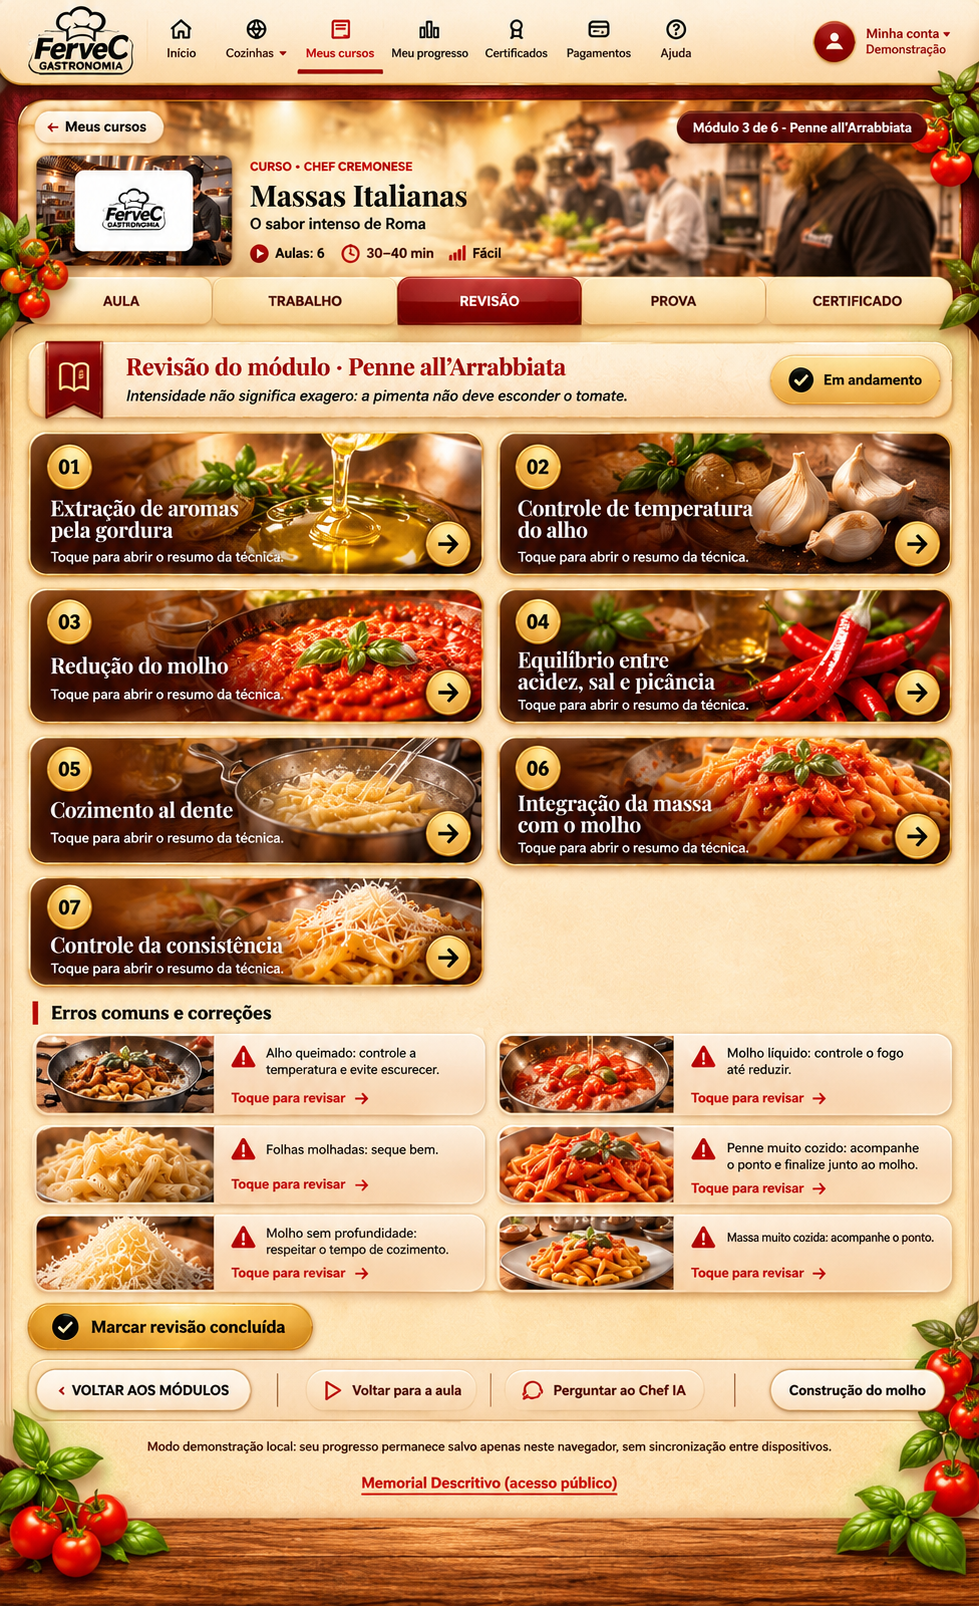 FerveC
GASTRONOMIA
Início
Cozinhas
Meus cursos
Meu progresso
Certificados
Pagamentos
Ajuda
Minha conta
Demonstração
← Meus cursos
Módulo 3 de 6 - Penne all'Arrabbiata
FerveC
GASTRONOMIA
CURSO • CHEF CREMONESE
Massas Italianas
O sabor intenso de Roma
Aulas: 6
30–40 min
Fácil
AULA
TRABALHO
REVISÃO
PROVA
CERTIFICADO
Revisão do módulo · Penne all'Arrabbiata
Intensidade não significa exagero: a pimenta não deve esconder o tomate.
Em andamento
01
Extração de aromas
pela gordura
Toque para abrir o resumo da técnica.
02
Controle de temperatura
do alho
Toque para abrir o resumo da técnica.
03
Redução do molho
Toque para abrir o resumo da técnica.
04
Equilíbrio entre
acidez, sal e picância
Toque para abrir o resumo da técnica.
05
Cozimento al dente
Toque para abrir o resumo da técnica.
06
Integração da massa
com o molho
Toque para abrir o resumo da técnica.
07
Controle da consistência
Toque para abrir o resumo da técnica.
Erros comuns e correções
Alho queimado: controle a
temperatura e evite escurecer.
Toque para revisar →
Molho líquido: controle o fogo
até reduzir.
Toque para revisar →
Folhas molhadas: seque bem.
Toque para revisar →
Penne muito cozido: acompanhe
o ponto e finalize junto ao molho.
Toque para revisar →
Molho sem profundidade:
respeitar o tempo de cozimento.
Toque para revisar →
Massa muito cozida: acompanhe o ponto.
Toque para revisar →
Marcar revisão concluída
‹ VOLTAR AOS MÓDULOS
Voltar para a aula
Perguntar ao Chef IA
Construção do molho
Modo demonstração local: seu progresso permanece salvo apenas neste navegador, sem sincronização entre dispositivos.
Memorial Descritivo (acesso público)